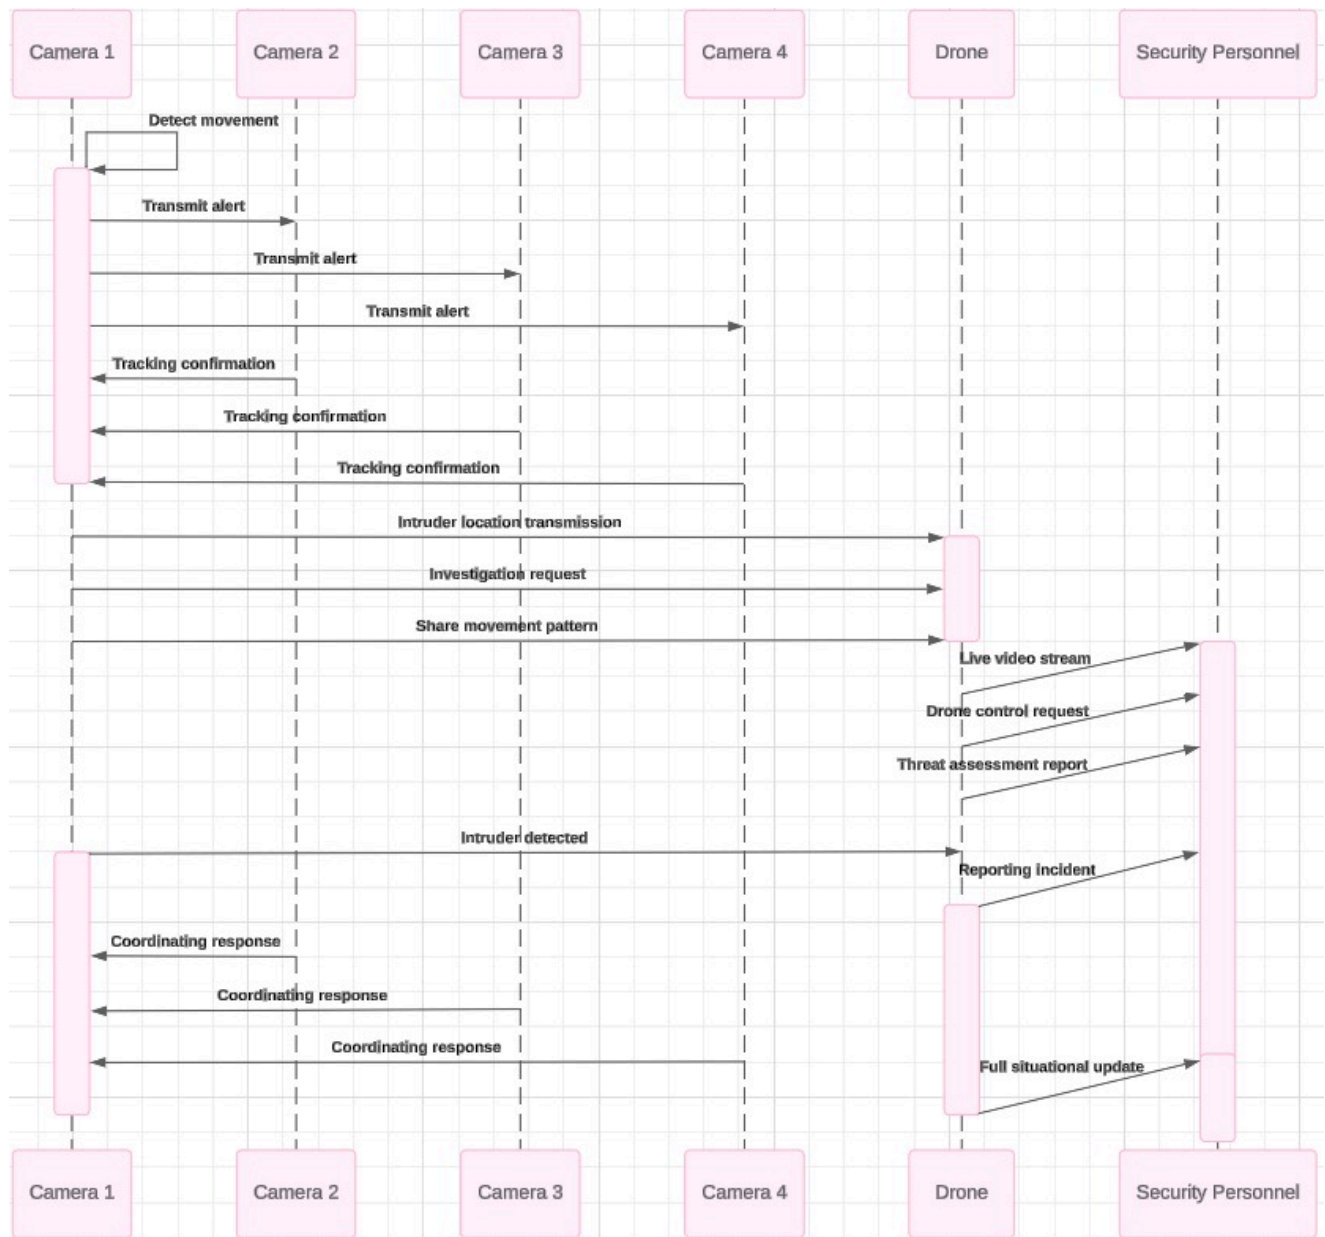 Camera 1
Camera 2
Camera 3
Camera 4
Drone
Security Personnel
Detect movement
Transmit alert
Transmit alert
Transmit alert
Tracking confirmation
Tracking confirmation
Tracking confirmation
Intruder location transmission
Investigation request
Share movement pattern
Live video stream
Drone control request
Threat assessment report
Intruder detected
Reporting incident
Coordinating response
Coordinating response
Coordinating response
Full situational update
Camera 1
Camera 2
Camera 3
Camera 4
Drone
Security Personnel